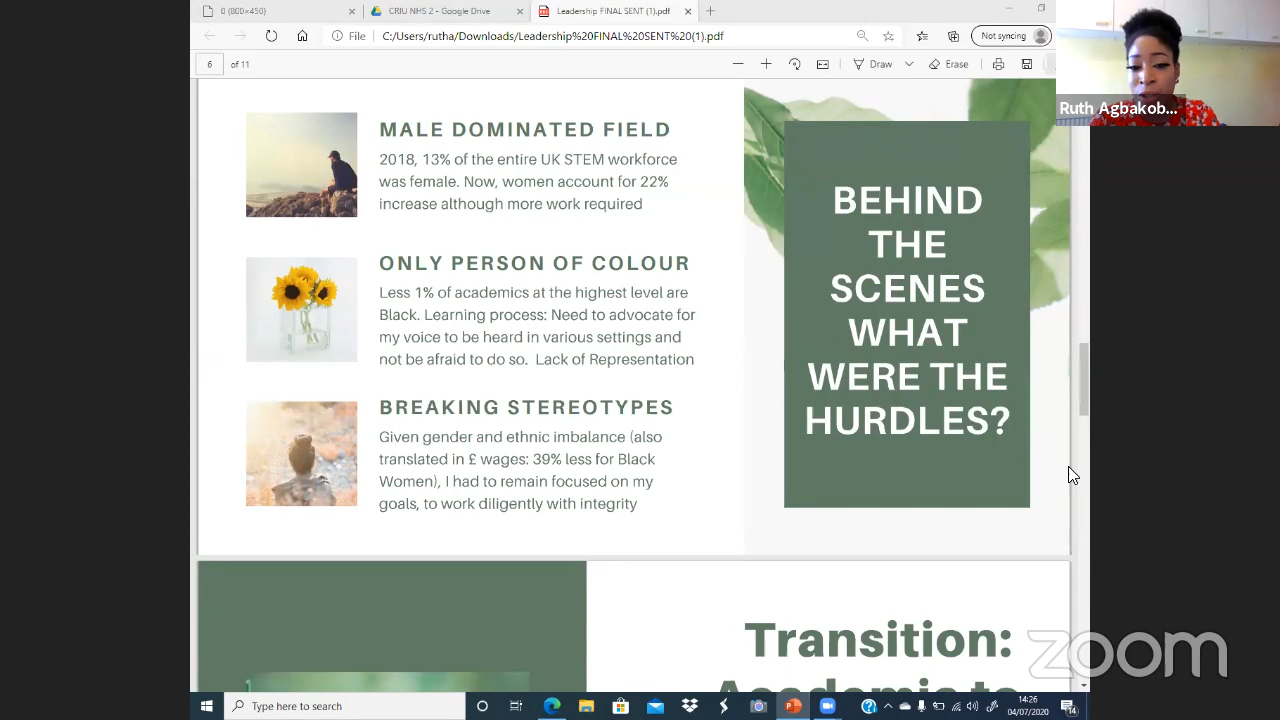 0 (800×450)
CRIU NHS 2 - Google Drive
Leadership FINAL SENT (1).pdf
File
C:/Users/rutha/Downloads/Leadership%20FINAL%20SENT%20(1).pdf
Not syncing
6 of 11
Draw
Erase
Ruth Agbakob...
MALE DOMINATED FIELD
2018, 13% of the entire UK STEM workforce
was female. Now, women account for 22%
increase although more work required
ONLY PERSON OF COLOUR
Less 1% of academics at the highest level are
Black. Learning process: Need to advocate for
my voice to be heard in various settings and
not be afraid to do so. Lack of Representation
BREAKING STEREOTYPES
Given gender and ethnic imbalance (also
translated in £ wages: 39% less for Black
Women), I had to remain focused on my
goals, to work diligently with integrity
BEHIND
THE
SCENES
WHAT
WERE THE
HURDLES?
Transition:
Academic to
zoom
Type here to search
14:26
04/07/2020
14